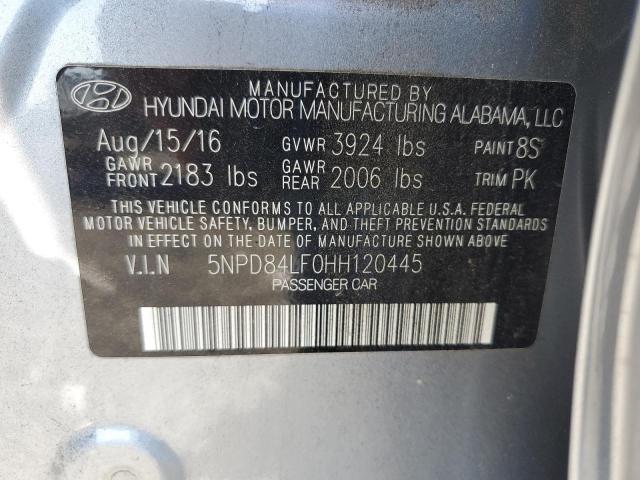 MANUFACTURED BY
HYUNDAI MOTOR MANUFACTURING ALABAMA, LLC
Aug/15/16 GVWR 3924 lbs PAINT 8S
GAWR FRONT 2183 lbs GAWR REAR 2006 lbs TRIM PK
THIS VEHICLE CONFORMS TO ALL APPLICABLE U.S.A. FEDERAL
MOTOR VEHICLE SAFETY, BUMPER, AND THEFT PREVENTION STANDARDS
IN EFFECT ON THE DATE OF MANUFACTURE SHOWN ABOVE.
V.I.N 5NPD84LF0HH120445
PASSENGER CAR